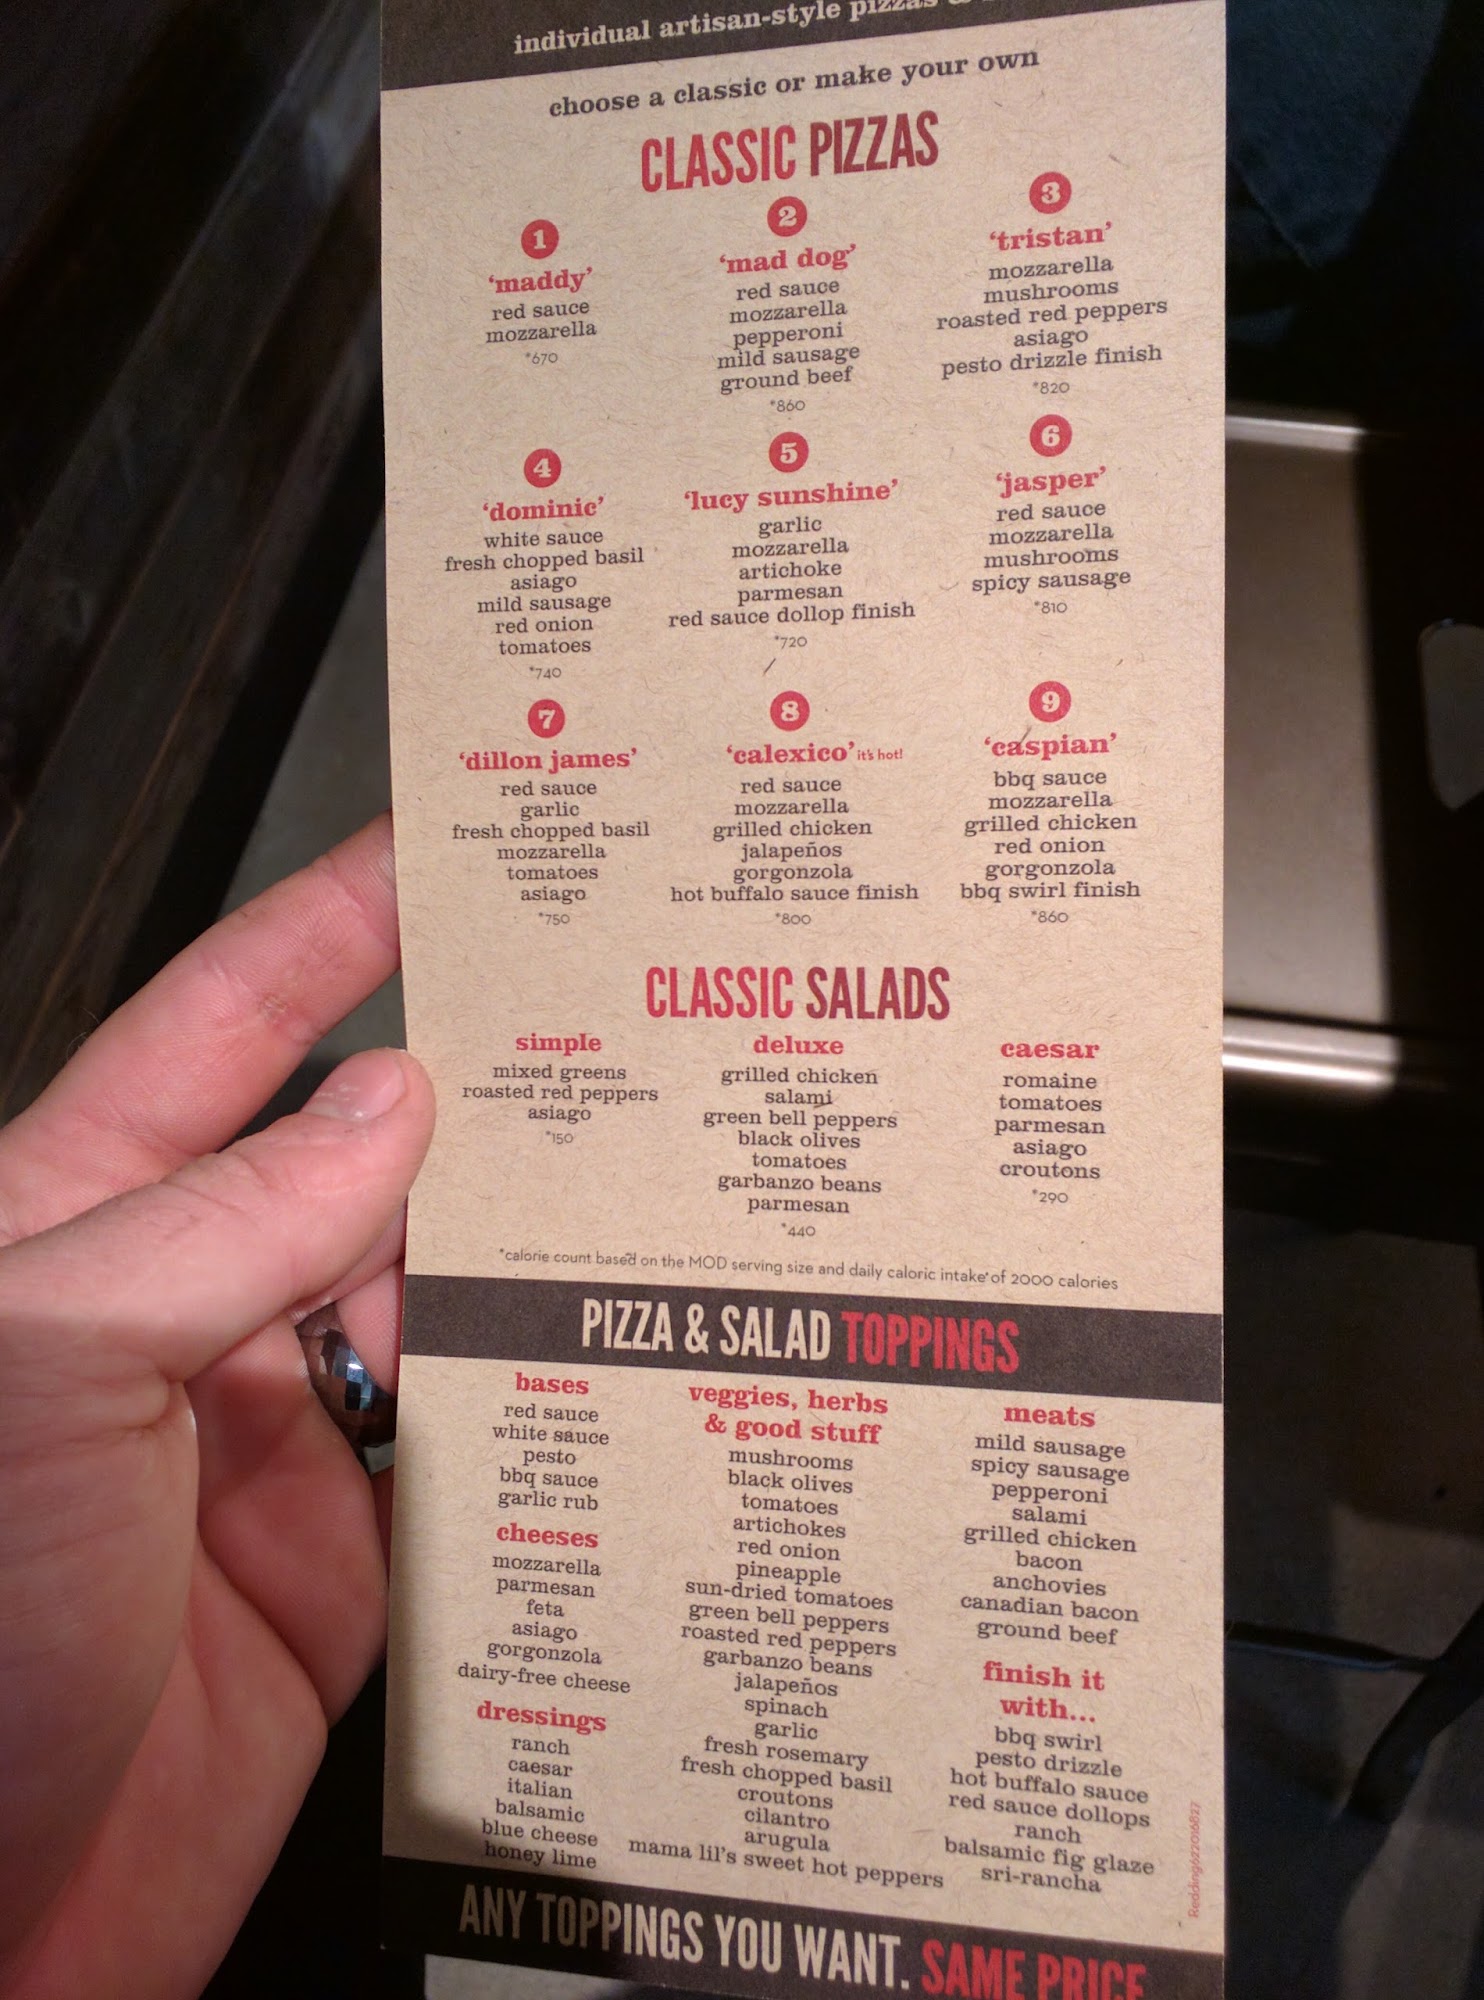 individual artisan-style pizzas &
choose a classic or make your own
CLASSIC PIZZAS
1
'maddy'
red sauce
mozzarella
*670
2
'mad dog'
red sauce
mozzarella
pepperoni
mild sausage
ground beef
*860
3
'tristan'
mozzarella
mushrooms
roasted red peppers
asiago
pesto drizzle finish
*820
4
'dominic'
white sauce
fresh chopped basil
asiago
mild sausage
red onion
tomatoes
*740
5
'lucy sunshine'
garlic
mozzarella
artichoke
parmesan
red sauce dollop finish
*720
6
'jasper'
red sauce
mozzarella
mushrooms
spicy sausage
*810
7
'dillon james'
red sauce
garlic
fresh chopped basil
mozzarella
tomatoes
asiago
*750
8
'calexico' it's hot!
red sauce
mozzarella
grilled chicken
jalapeños
gorgonzola
hot buffalo sauce finish
*800
9
'caspian'
bbq sauce
mozzarella
grilled chicken
red onion
gorgonzola
bbq swirl finish
*860
CLASSIC SALADS
simple
mixed greens
roasted red peppers
asiago
*150
deluxe
grilled chicken
salami
green bell peppers
black olives
tomatoes
garbanzo beans
parmesan
*440
caesar
romaine
tomatoes
parmesan
asiago
croutons
*290
*calorie count based on the MOD serving size and daily caloric intake of 2000 calories
PIZZA & SALAD TOPPINGS
bases
red sauce
white sauce
pesto
bbq sauce
garlic rub
cheeses
mozzarella
parmesan
feta
asiago
gorgonzola
dairy-free cheese
dressings
ranch
caesar
italian
balsamic
blue cheese
honey lime
veggies, herbs
& good stuff
mushrooms
black olives
tomatoes
artichokes
red onion
pineapple
sun-dried tomatoes
green bell peppers
roasted red peppers
garbanzo beans
jalapeños
spinach
garlic
fresh rosemary
fresh chopped basil
croutons
cilantro
arugula
mama lil's sweet hot peppers
meats
mild sausage
spicy sausage
pepperoni
salami
grilled chicken
bacon
anchovies
canadian bacon
ground beef
finish it
with...
bbq swirl
pesto drizzle
hot buffalo sauce
red sauce dollops
ranch
balsamic fig glaze
sri-rancha
ANY TOPPINGS YOU WANT. SAME PRICE